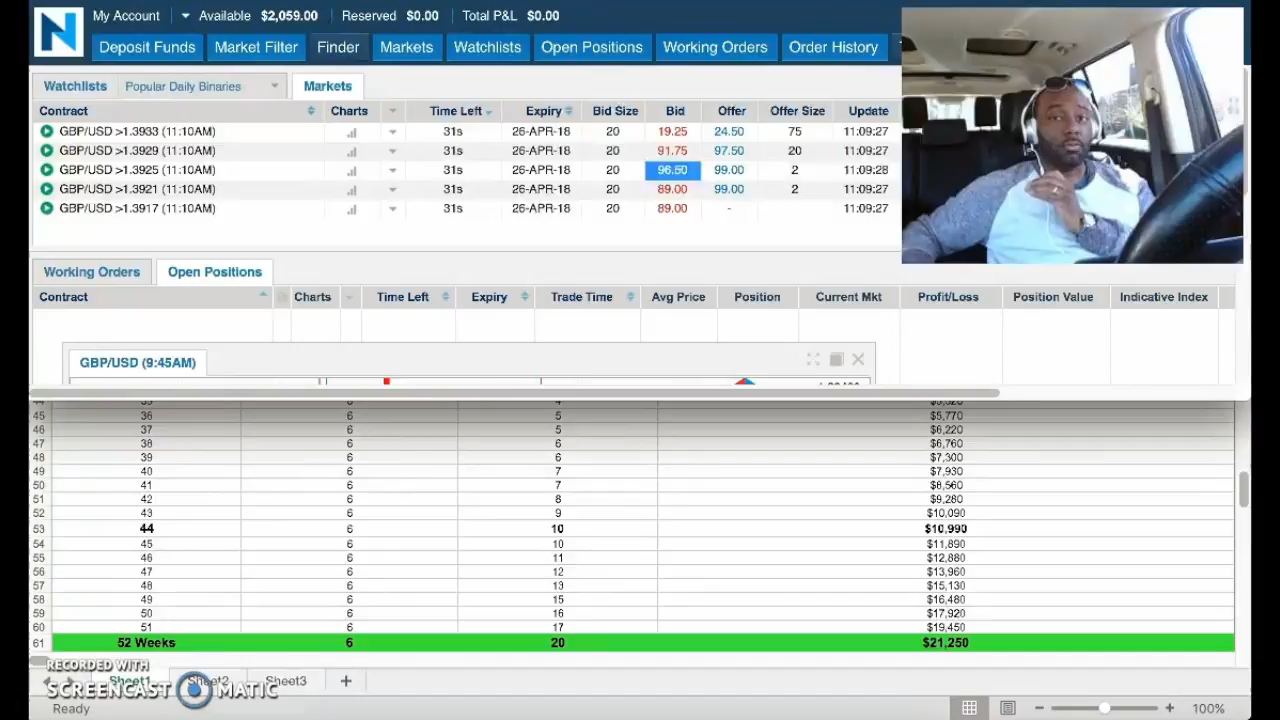 My Account Available $2,059.00 Reserved $0.00 Total P&L $0.00
N
Deposit Funds Market Filter Finder Markets Watchlists Open Positions Working Orders Order History
Watchlists Popular Daily Binaries Markets
Contract Charts Time Left Expiry Bid Size Bid Offer Offer Size Update
GBP/USD >1.3933 (11:10AM) 31s 26-APR-18 20 19.25 24.50 75 11:09:27
GBP/USD >1.3929 (11:10AM) 31s 26-APR-18 20 91.75 97.50 20 11:09:27
GBP/USD >1.3925 (11:10AM) 31s 26-APR-18 20 96.50 99.00 2 11:09:28
GBP/USD >1.3921 (11:10AM) 31s 26-APR-18 20 89.00 99.00 2 11:09:27
GBP/USD >1.3917 (11:10AM) 31s 26-APR-18 20 89.00 - 11:09:27
Working Orders Open Positions
Contract Charts Time Left Expiry Trade Time Avg Price Position Current Mkt Profit/Loss Position Value Indicative Index
GBP/USD (9:45AM)
45 36 6 5 $5,770
46 37 6 5 $6,220
47 38 6 6 $6,760
48 39 6 6 $7,300
49 40 6 7 $7,930
50 41 6 7 $8,560
51 42 6 8 $9,280
52 43 6 9 $10,090
53 44 6 10 $10,990
54 45 6 10 $11,890
55 46 6 11 $12,880
56 47 6 12 $13,960
57 48 6 13 $15,130
58 49 6 15 $16,480
59 50 6 16 $17,920
60 51 6 17 $19,450
61 52 Weeks 6 20 $21,250
RECORDED WITH
SCREENCAST MATIC
Sheet1 Sheet2 Sheet3 +
Ready 100%